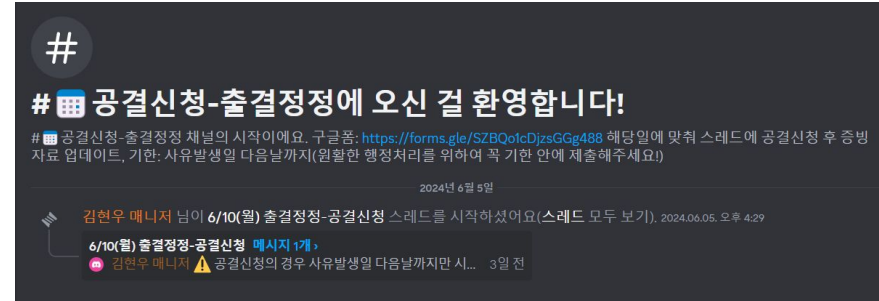 #
# 📅 공결신청-출결정정에 오신 걸 환영합니다!
# 📅 공결신청-출결정정 채널의 시작이에요. 구글폼: https://forms.gle/SZBQo1cDjzsGGg488 해당일에 맞춰 스레드에 공결신청 후 증빙
자료 업데이트, 기한: 사유발생일 다음날까지(원활한 행정처리를 위하여 꼭 기한 안에 제출해주세요!)
2024년 6월 5일
김현우 매니저 님이 6/10(월) 출결정정-공결신청 스레드를 시작하셨어요(스레드 모두 보기). 2024.06.05. 오후 4:29
6/10(월) 출결정정-공결신청 메시지 1개 ›
김현우 매니저 ⚠️ 공결신청의 경우 사유발생일 다음날까지만 시... 3일 전